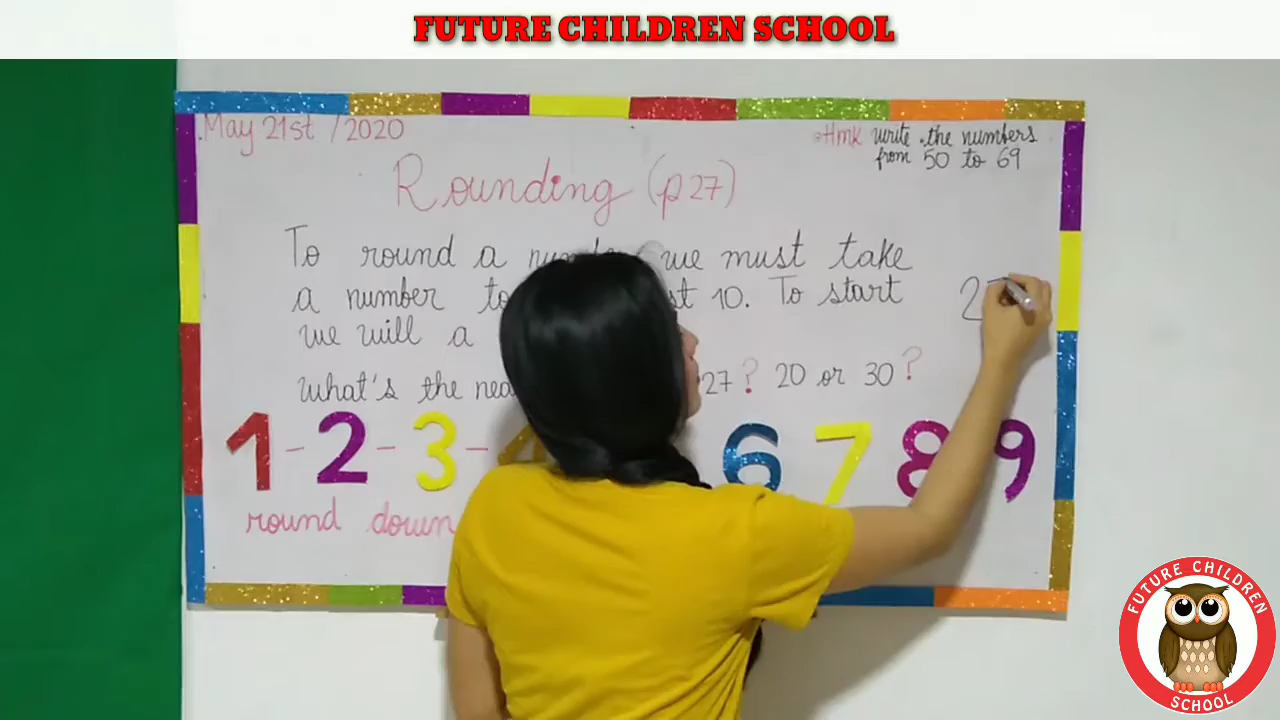 FUTURE CHILDREN SCHOOL
May 21st / 2020
Hmk write the numbers
from 50 to 69
Rounding (p27)
To round a we must take
a number 10. To start
we will a
27
What's the 27? 20 or 30?
1 - 2 - 3 - 6 7 8 9
round down
FUTURE CHILDREN
SCHOOL